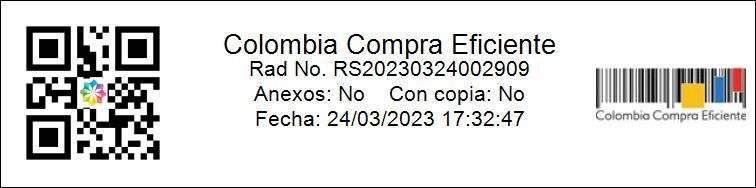 Colombia Compra Eficiente
Rad No. RS20230324002909
Anexos: No    Con copia: No
Fecha: 24/03/2023 17:32:47
Colombia Compra Eficiente